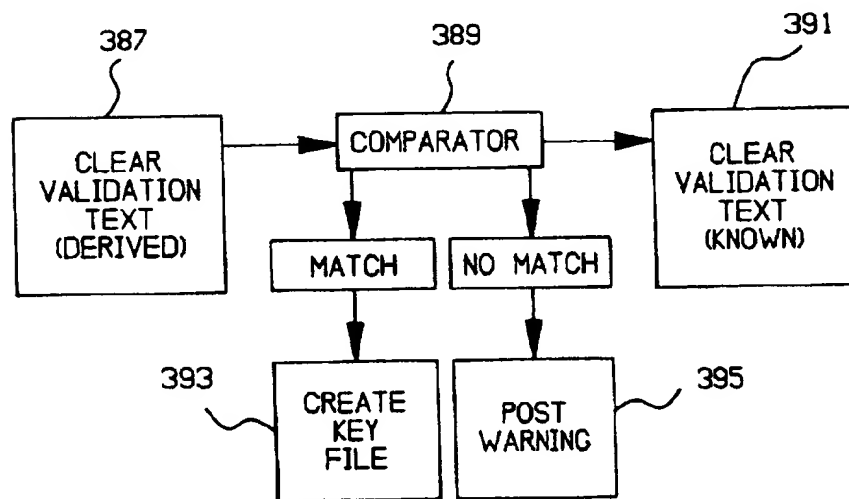 387
389
391
CLEAR
VALIDATION
TEXT
(DERIVED)
COMPARATOR
CLEAR
VALIDATION
TEXT
(KNOWN)
MATCH
NO MATCH
393
CREATE
KEY
FILE
POST
WARNING
395